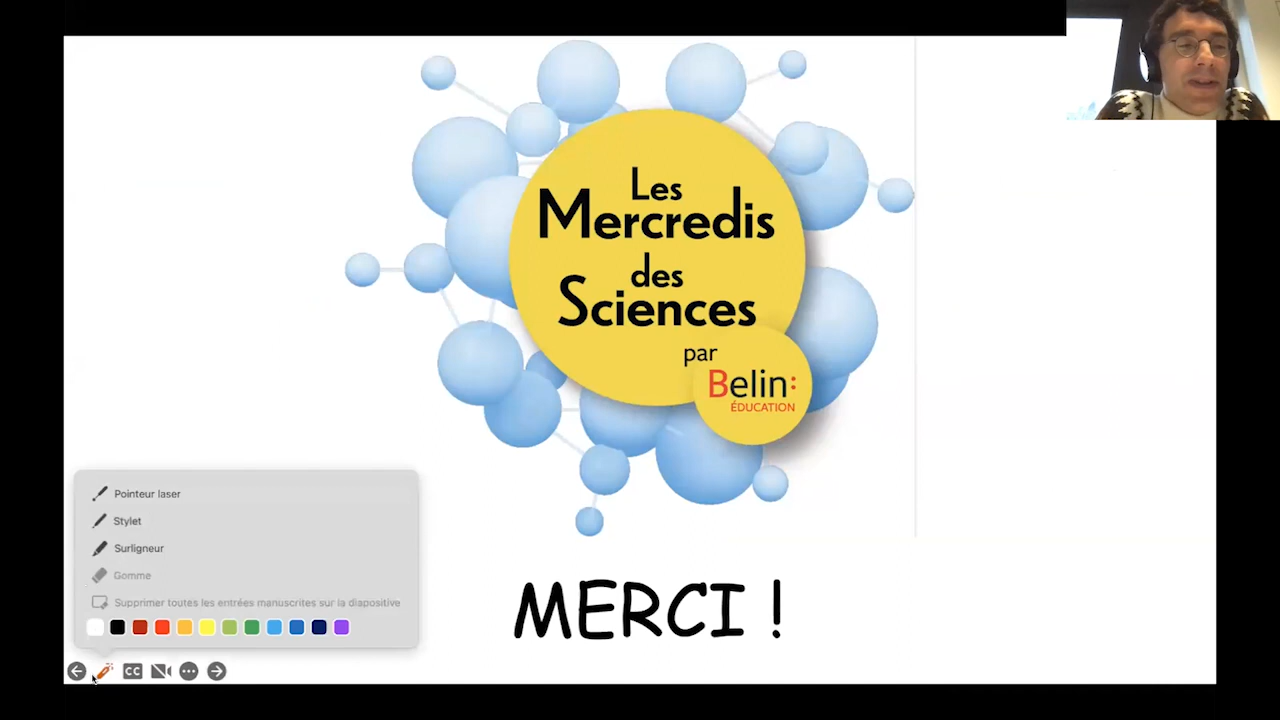 Les
Mercredis
des
Sciences
par
Belin:
ÉDUCATION
Pointeur laser
Stylet
Surligneur
Gomme
Supprimer toutes les entrées manuscrites sur la diapositive
MERCI !
CC